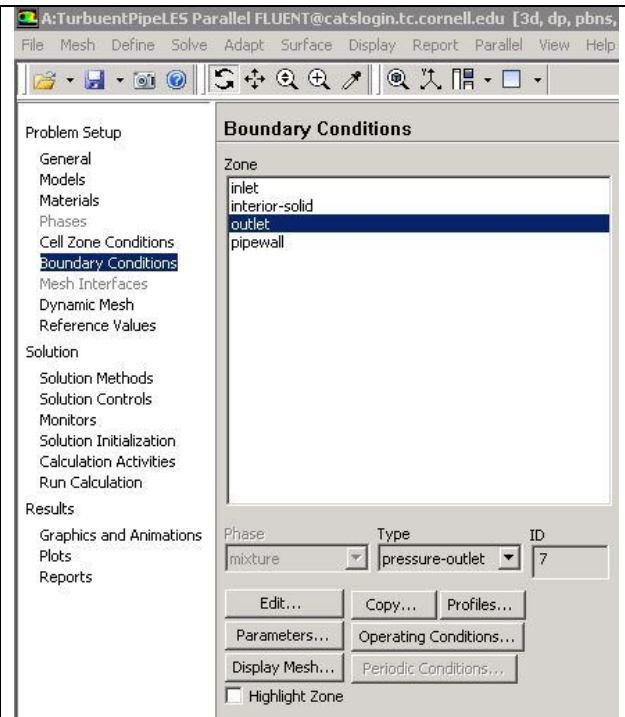 A:TurbuentPipeLES Parallel FLUENT@catslogin.tc.cornell.edu [3d, dp, pbns,
File Mesh Define Solve Adapt Surface Display Report Parallel View Help
Problem Setup
General
Models
Materials
Phases
Cell Zone Conditions
Boundary Conditions
Mesh Interfaces
Dynamic Mesh
Reference Values
Solution
Solution Methods
Solution Controls
Monitors
Solution Initialization
Calculation Activities
Run Calculation
Results
Graphics and Animations
Plots
Reports
Boundary Conditions
Zone
inlet
interior-solid
outlet
pipewall
Phase Type ID
mixture pressure-outlet 7
Edit... Copy... Profiles...
Parameters... Operating Conditions...
Display Mesh... Periodic Conditions...
Highlight Zone